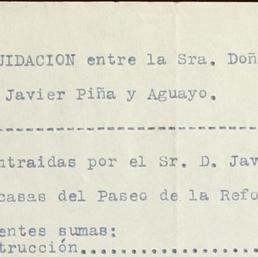 UIDACION entre la Sra. Doñ
Javier Piña y Aguayo.
ntraidas por el Sr. D. Jav
casas del Paseo de la Refo
entes sumas:
trucción....................